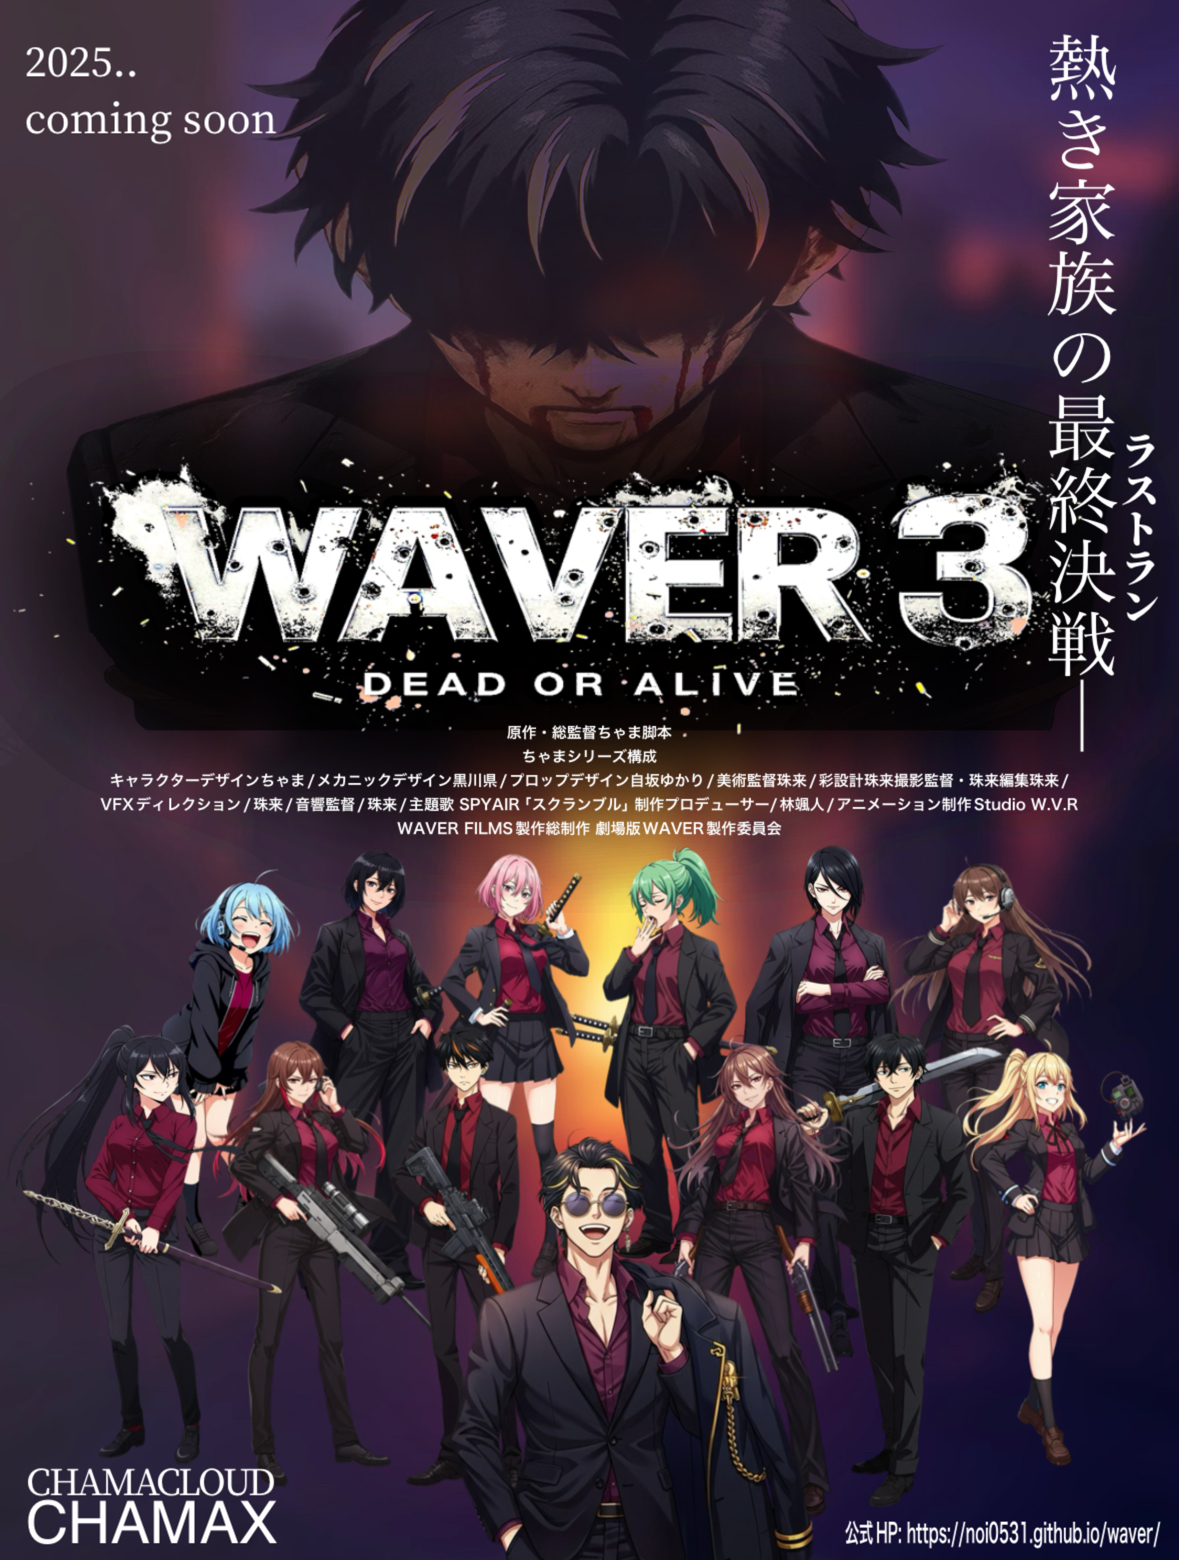 2025..
coming soon
熱き家族の最終決戦——
ラストラン
WAVER 3
DEAD OR ALIVE
原作・総監督ちゃま脚本
ちゃまシリーズ構成
キャラクターデザインちゃま/メカニックデザイン黒川県/プロップデザイン自坂ゆかり/美術監督珠来/彩設計珠来撮影監督・珠来編集珠来/
VFXディレクション/珠来/音響監督/珠来/主題歌 SPYAIR「スクランブル」制作プロデューサー/林颯人/アニメーション制作Studio W.V.R
WAVER FILMS製作総制作 劇場版WAVER製作委員会
CHAMACLOUD
CHAMAX
公式HP: https://noi0531.github.io/waver/